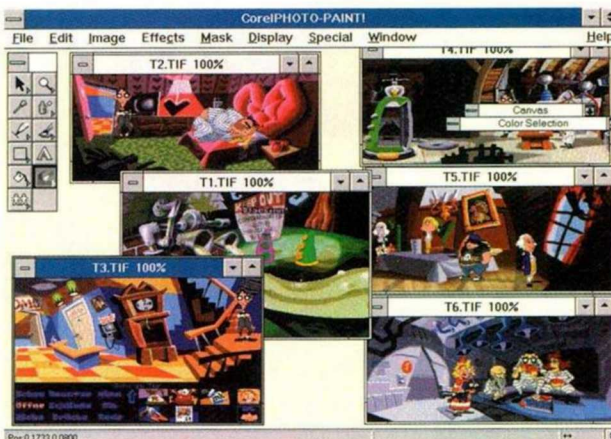 CorelPHOTO-PAINT!
File Edit Image Effects Mask Display Special Window Help
T2.TIF 100%
T4.TIF 100%
Canvas
Color Selection
T1.TIF 100%
T5.TIF 100%
T3.TIF 100%
T6.TIF 100%